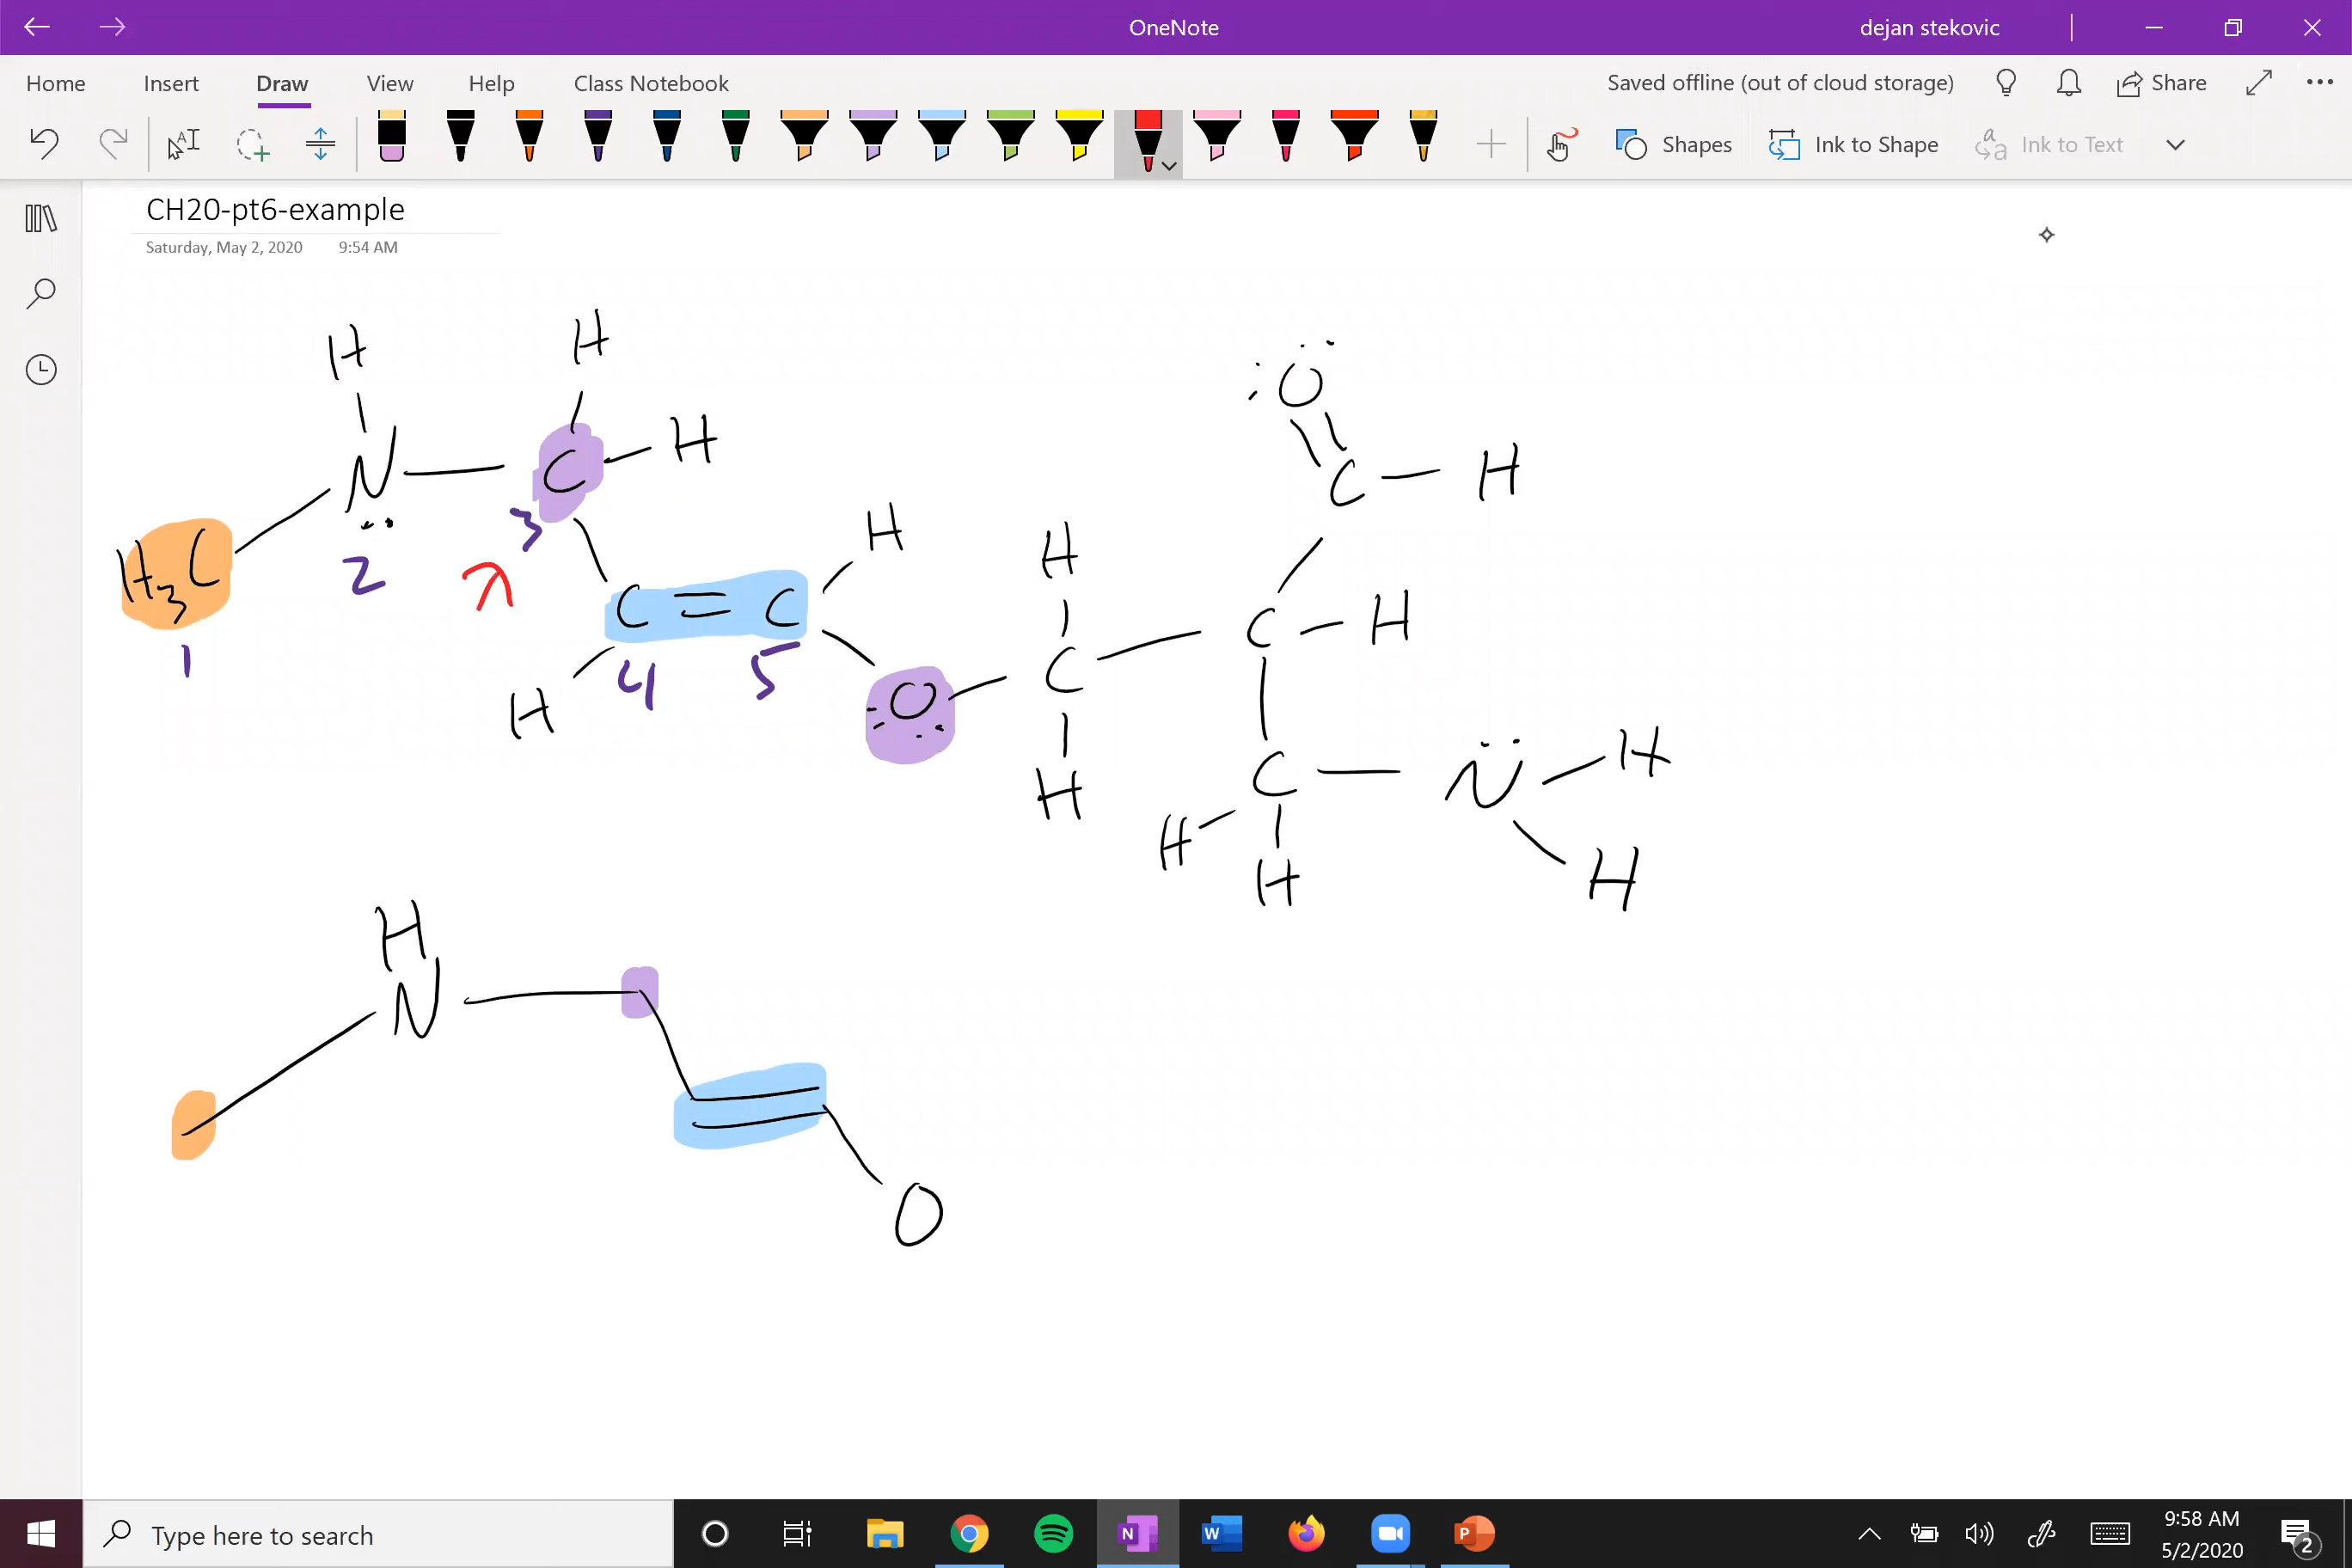 OneNote
dejan stekovic
Home Insert Draw View Help Class Notebook
Saved offline (out of cloud storage) Share
Shapes Ink to Shape Ink to Text
CH20-pt6-example
Saturday, May 2, 2020 9:54 AM
H H
:O
N — C — H
C — H
H3C
3
2
H
H
1
C = C
C — H
4 5
H
O
C
H
C — N
H
H
H
H
H
H
N
O
Type here to search
9:58 AM
5/2/2020
2